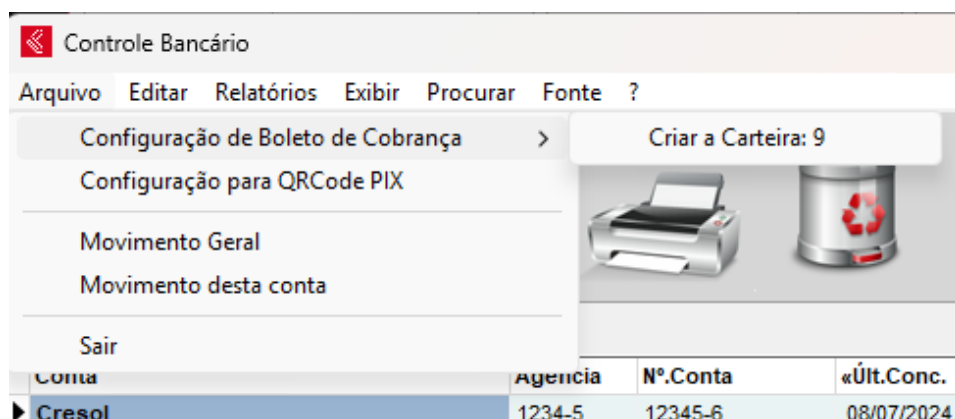 Controle Bancário
Arquivo Editar Relatórios Exibir Procurar Fonte ?
Configuração de Boleto de Cobrança > Criar a Carteira: 9
Configuração para QRCode PIX
Movimento Geral
Movimento desta conta
Sair
Conta Agência Nº.Conta «Últ.Conc.
Cresol 1234-5 12345-6 08/07/2024